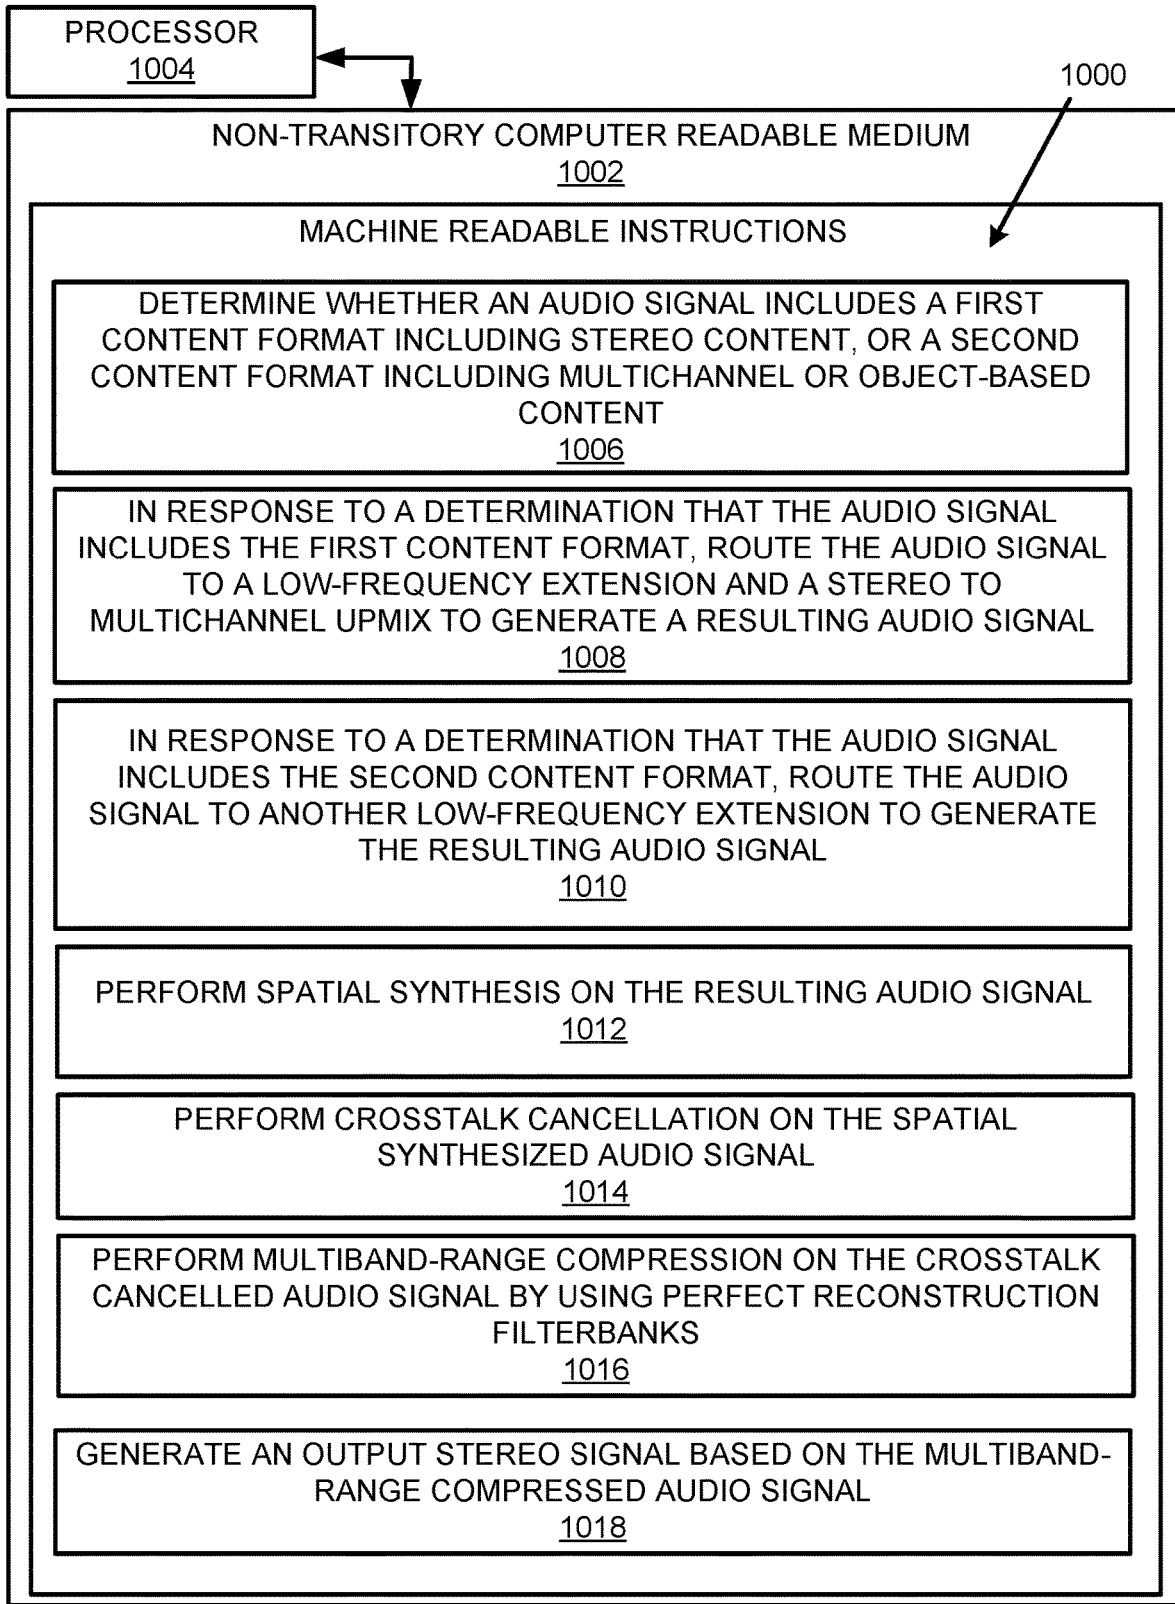 PROCESSOR
1004
1000
NON-TRANSITORY COMPUTER READABLE MEDIUM
1002
MACHINE READABLE INSTRUCTIONS
DETERMINE WHETHER AN AUDIO SIGNAL INCLUDES A FIRST
CONTENT FORMAT INCLUDING STEREO CONTENT, OR A SECOND
CONTENT FORMAT INCLUDING MULTICHANNEL OR OBJECT-BASED
CONTENT
1006
IN RESPONSE TO A DETERMINATION THAT THE AUDIO SIGNAL
INCLUDES THE FIRST CONTENT FORMAT, ROUTE THE AUDIO SIGNAL
TO A LOW-FREQUENCY EXTENSION AND A STEREO TO
MULTICHANNEL UPMIX TO GENERATE A RESULTING AUDIO SIGNAL
1008
IN RESPONSE TO A DETERMINATION THAT THE AUDIO SIGNAL
INCLUDES THE SECOND CONTENT FORMAT, ROUTE THE AUDIO
SIGNAL TO ANOTHER LOW-FREQUENCY EXTENSION TO GENERATE
THE RESULTING AUDIO SIGNAL
1010
PERFORM SPATIAL SYNTHESIS ON THE RESULTING AUDIO SIGNAL
1012
PERFORM CROSSTALK CANCELLATION ON THE SPATIAL
SYNTHESIZED AUDIO SIGNAL
1014
PERFORM MULTIBAND-RANGE COMPRESSION ON THE CROSSTALK
CANCELLED AUDIO SIGNAL BY USING PERFECT RECONSTRUCTION
FILTERBANKS
1016
GENERATE AN OUTPUT STEREO SIGNAL BASED ON THE MULTIBAND-
RANGE COMPRESSED AUDIO SIGNAL
1018